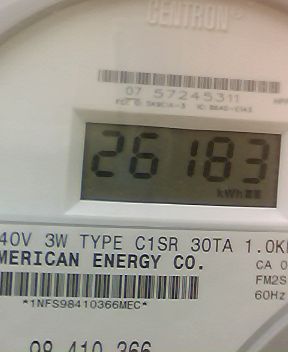 CENTRON
07 57245311
26183
kWh
40V 3W TYPE C1SR 30TA 1.0K
MERICAN ENERGY CO.
CA 0
FM2S
60Hz
*1NFS98410366MEC*
98 410 366